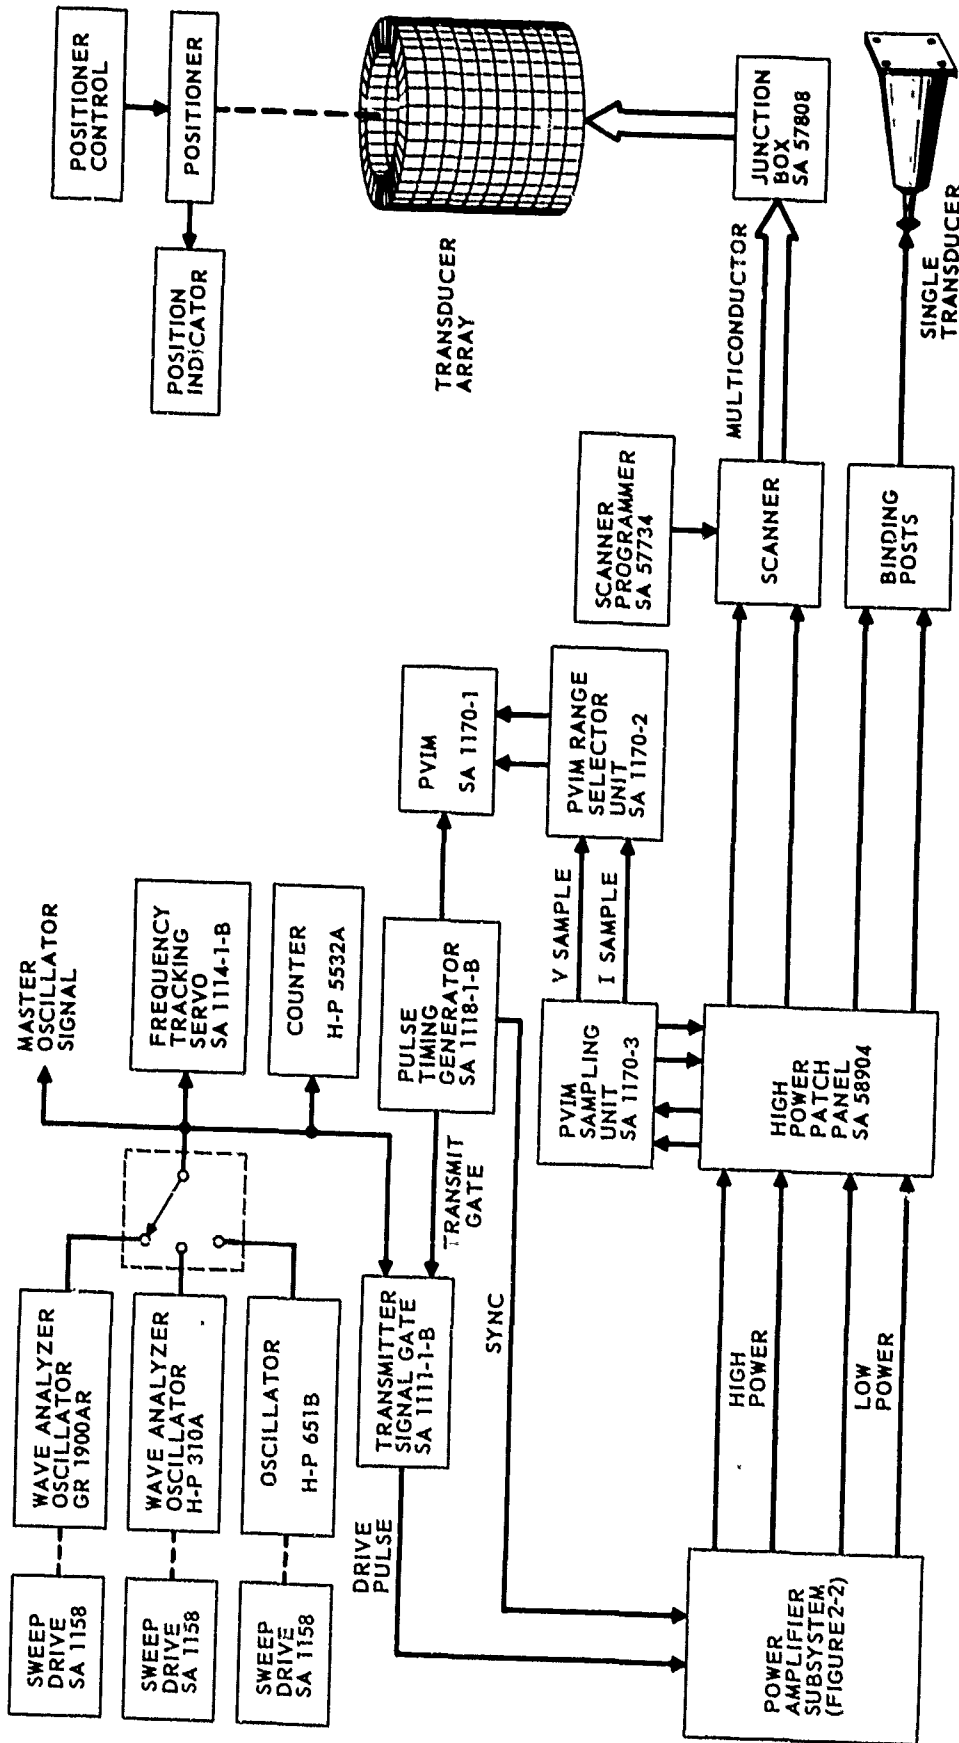 SWEEP
DRIVE
SA 1158
WAVE ANALYZER
OSCILLATOR
GR 1900AR
SWEEP
DRIVE
SA 1158
WAVE ANALYZER
OSCILLATOR
H-P 310A
SWEEP
DRIVE
SA 1158
OSCILLATOR
H-P 651B
MASTER
OSCILLATOR
SIGNAL
FREQUENCY
TRACKING
SERVO
SA 1114-1-B
COUNTER
H-P 5532A
POSITIONER
CONTROL
POSITIONER
POSITION
INDICATOR
DRIVE
PULSE
TRANSMITTER
SIGNAL GATE
SA 1111-1-B
TRANSMIT
GATE
PULSE
TIMING
GENERATOR
SA 1118-1-B
PVIM
SA 1170-1
TRANSDUCER
ARRAY
SYNC
PVIM
SAMPLING
UNIT
SA 1170-3
V SAMPLE
I SAMPLE
PVIM RANGE
SELECTOR
UNIT
SA 1170-2
SCANNER
PROGRAMMER
SA 57734
POWER
AMPLIFIER
SUBSYSTEM
(FIGURE 2-2)
HIGH
POWER
LOW
POWER
HIGH
POWER
PATCH
PANEL
SA 58904
SCANNER
MULTICONDUCTOR
JUNCTION
BOX
SA 57808
BINDING
POSTS
SINGLE
TRANSDUCER